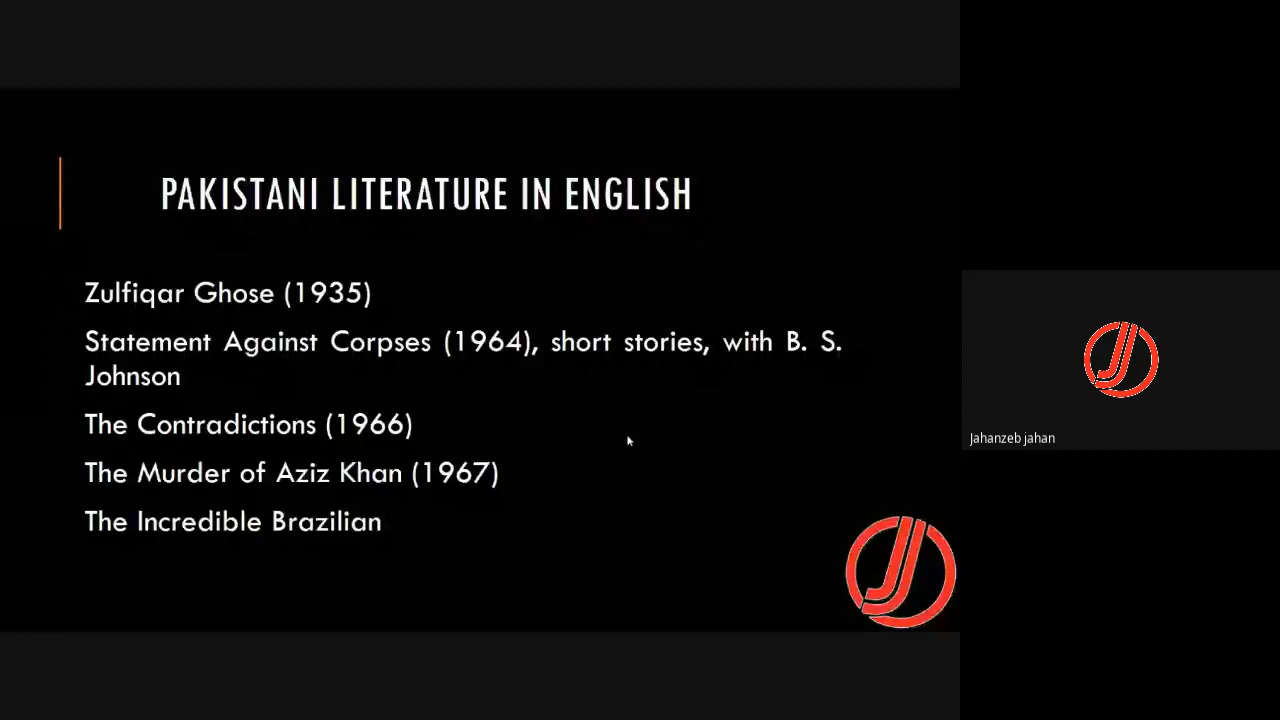 PAKISTANI LITERATURE IN ENGLISH
Zulfiqar Ghose (1935)
Statement Against Corpses (1964), short stories, with B. S.
Johnson
The Contradictions (1966)
The Murder of Aziz Khan (1967)
The Incredible Brazilian
Jahanzeb jahan